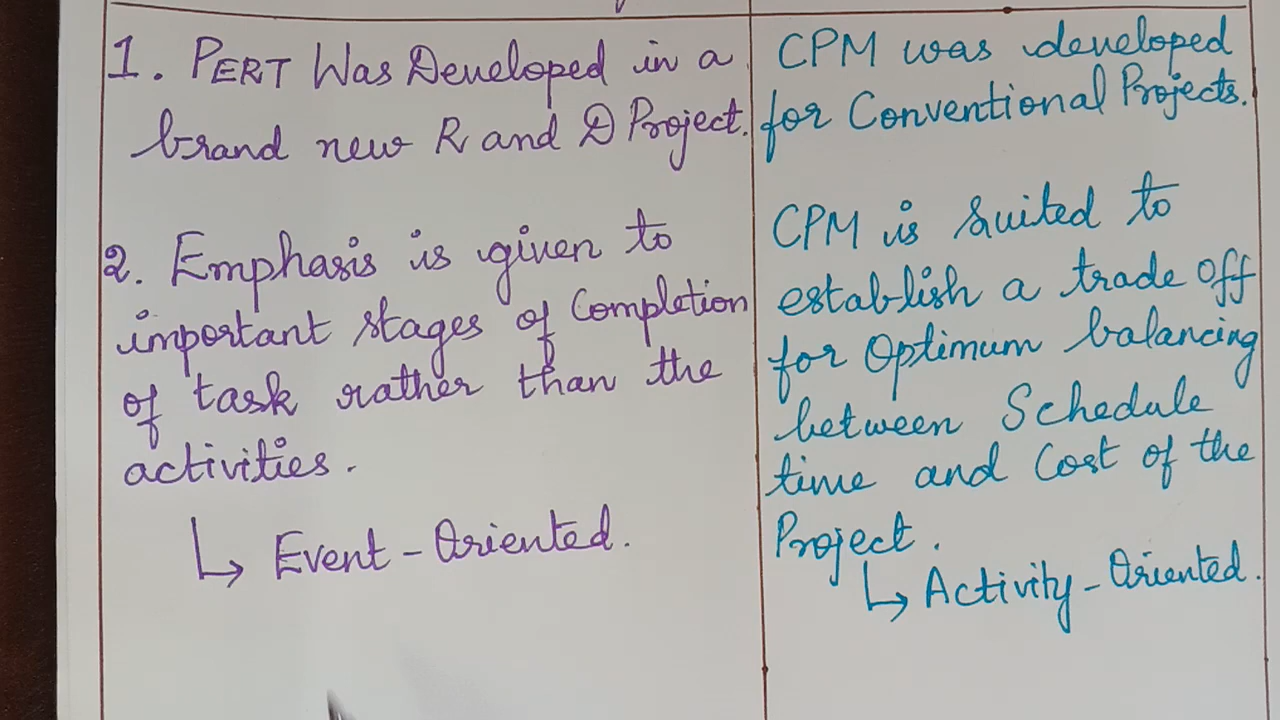 1. PERT Was Developed in a
brand new R and D Project.
2. Emphasis is given to
important stages of Completion
of task rather than the
activities.
↳ Event-Oriented.
CPM was developed
for Conventional Projects.
CPM is suited to
establish a trade off
for Optimum balancing
between Schedule
time and Cost of the
Project.
↳ Activity-Oriented.